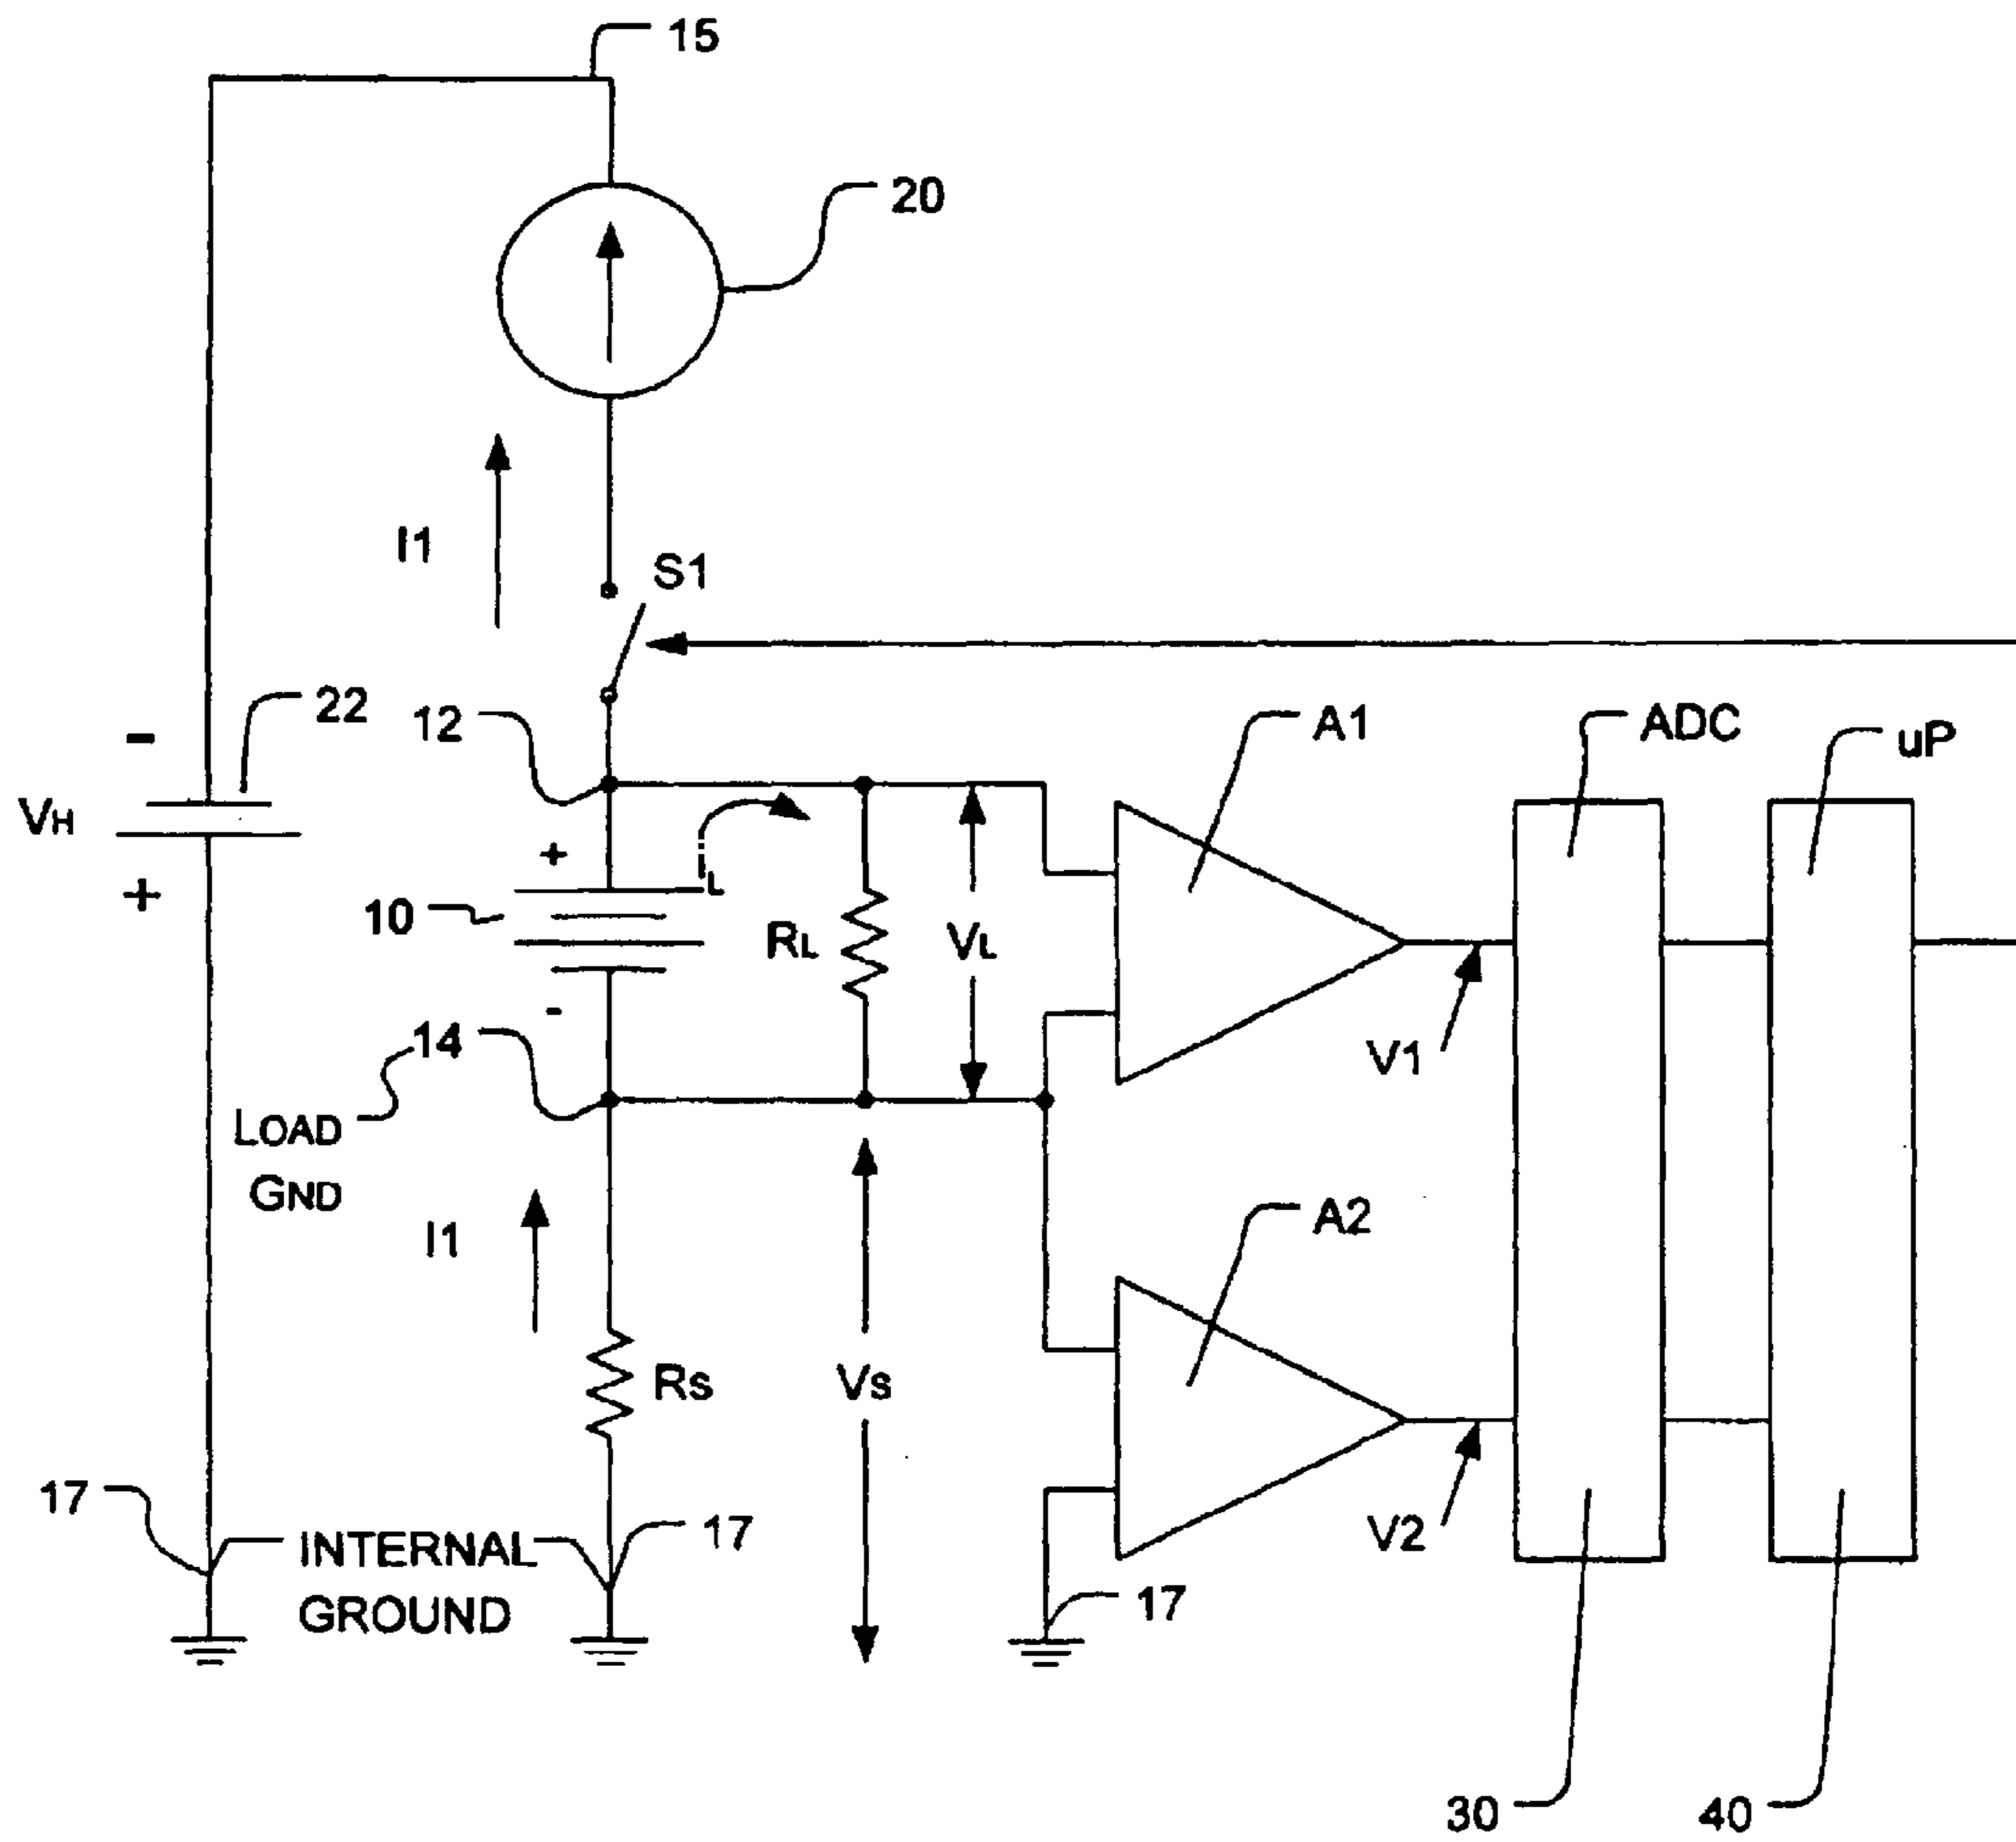 15
20
I1
S1
22
12
A1
ADC
uP
-
VH
+
+
iL
10
RL
VL
-
14
V1
LOAD
GND
I1
A2
RS
VS
17
INTERNAL
GROUND
17
17
V2
30
40